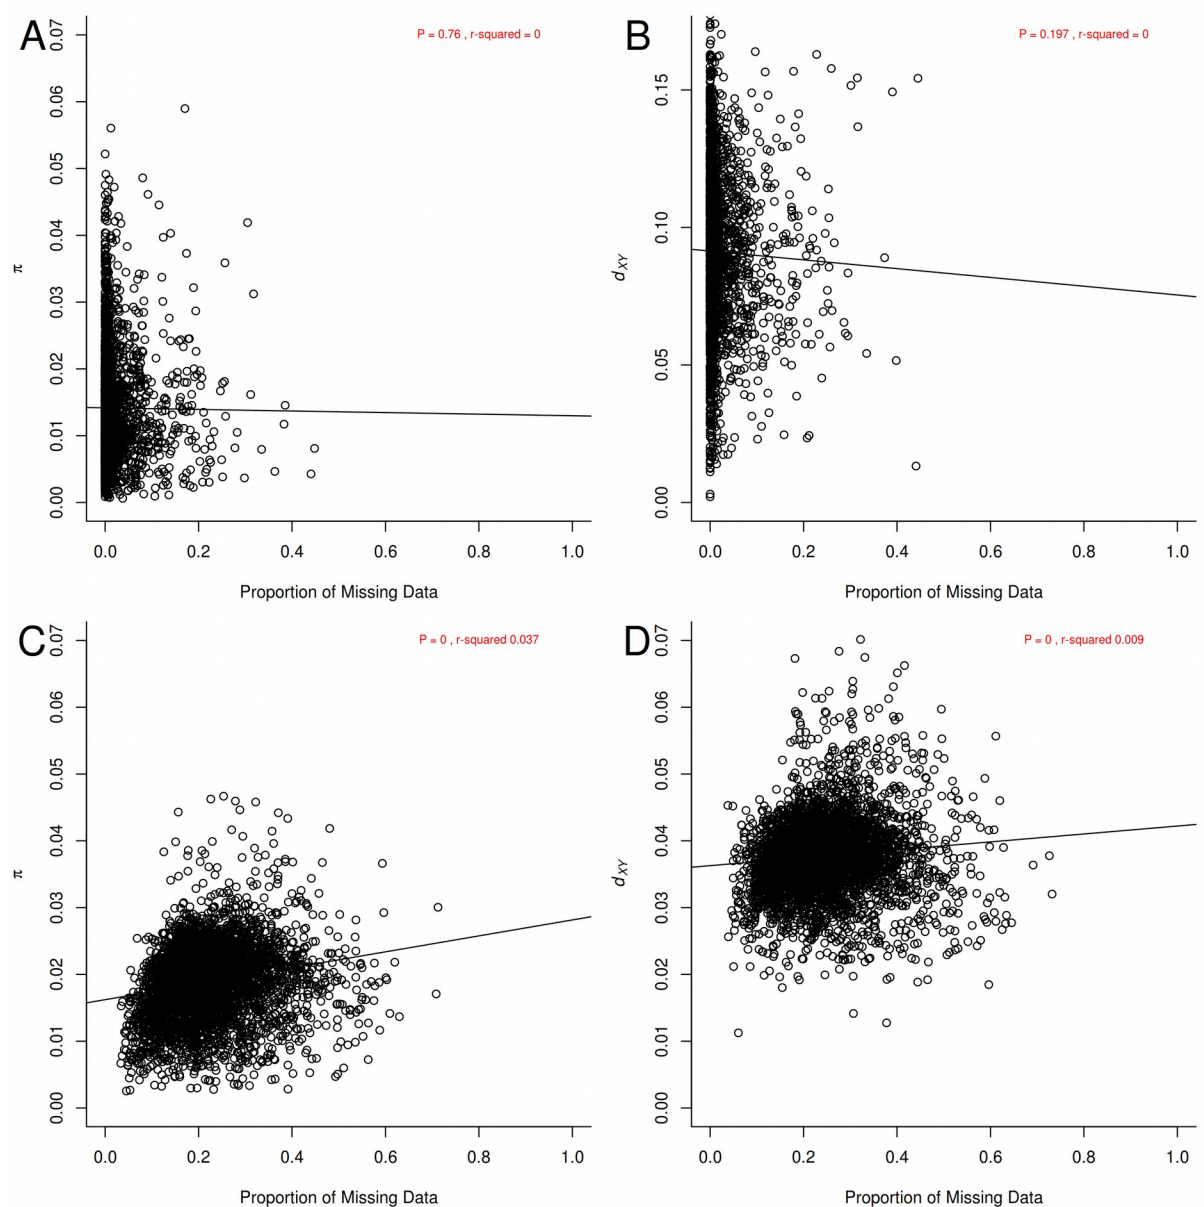 A
P = 0.76 , r-squared = 0
0.07
0.06
0.05
0.04
0.03
0.02
0.01
0.00
π
0.0 0.2 0.4 0.6 0.8 1.0
Proportion of Missing Data
B
P = 0.197 , r-squared = 0
0.15
0.10
0.05
0.00
dXY
0.0 0.2 0.4 0.6 0.8 1.0
Proportion of Missing Data
C
P = 0 , r-squared 0.037
0.07
0.06
0.05
0.04
0.03
0.02
0.01
0.00
π
0.0 0.2 0.4 0.6 0.8 1.0
Proportion of Missing Data
D
P = 0 , r-squared 0.009
0.07
0.06
0.05
0.04
0.03
0.02
0.01
0.00
dXY
0.0 0.2 0.4 0.6 0.8 1.0
Proportion of Missing Data